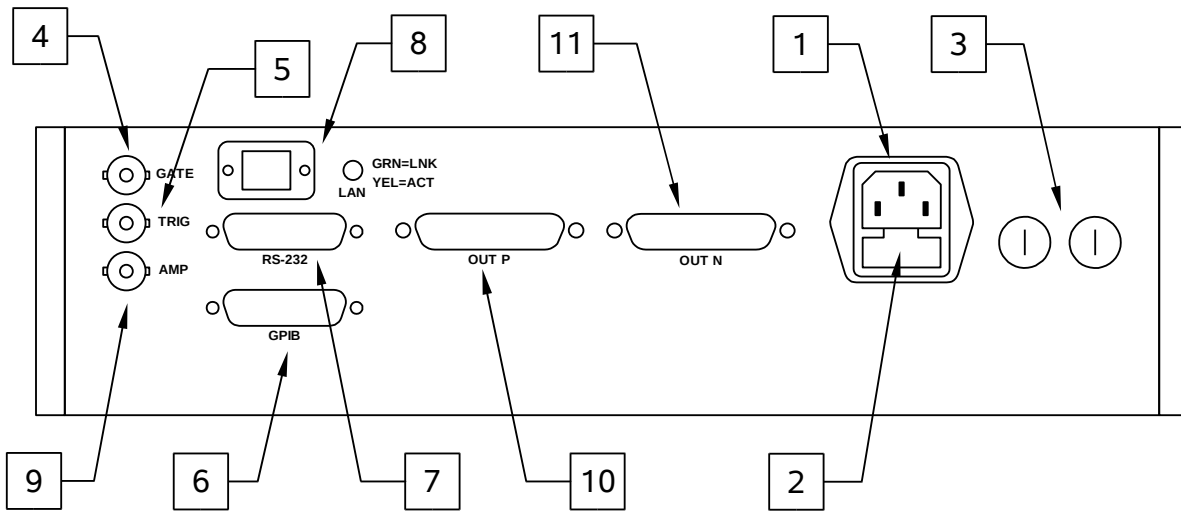 4
5
8
11
1
3
GATE
GRN=LNK
YEL=ACT
LAN
TRIG
RS-232
OUT P
OUT N
AMP
GPIB
9
6
7
10
2